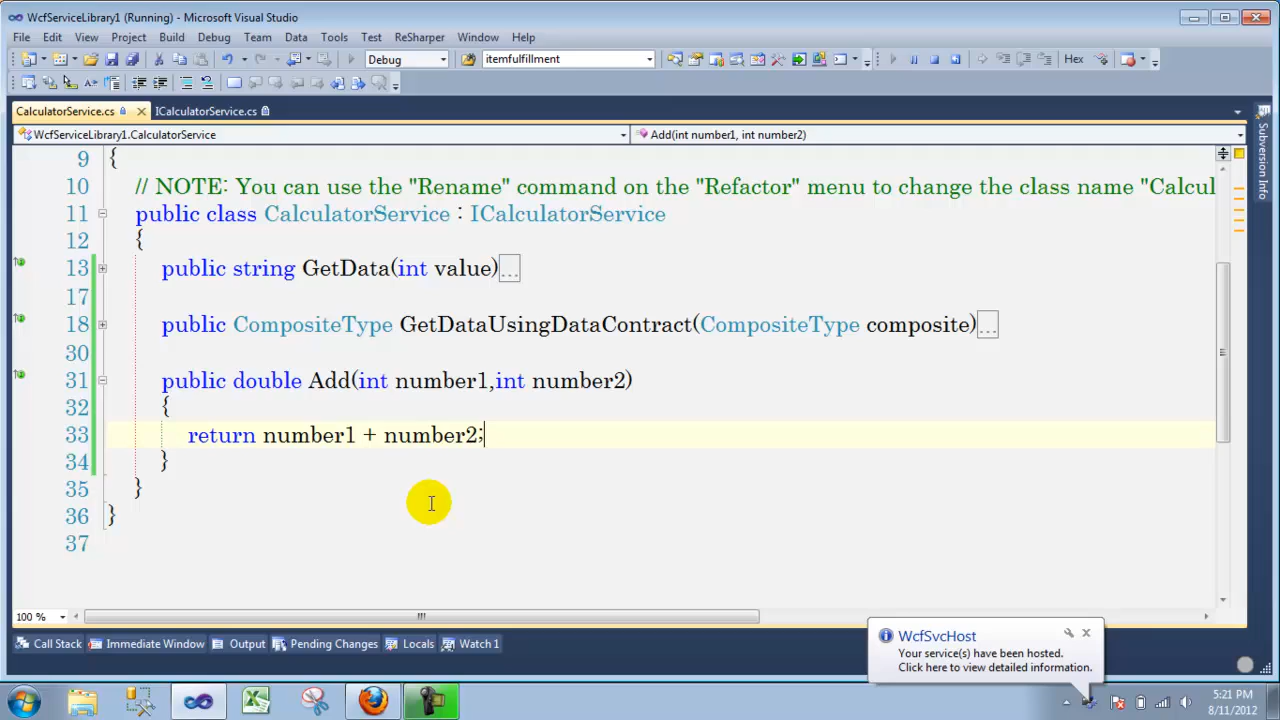 WcfServiceLibrary1 (Running) - Microsoft Visual Studio
File Edit View Project Build Debug Team Data Tools Test ReSharper Window Help
Debug itemfulfillment Hex
CalculatorService.cs ICalculatorService.cs
WcfServiceLibrary1.CalculatorService Add(int number1, int number2)
9 {
10 // NOTE: You can use the "Rename" command on the "Refactor" menu to change the class name "Calcul
11 public class CalculatorService : ICalculatorService
12 {
13 public string GetData(int value)...
17
18 public CompositeType GetDataUsingDataContract(CompositeType composite)...
30
31 public double Add(int number1,int number2)
32 {
33 return number1 + number2;
34 }
35 }
36 }
37
Subversion Info
100 %
Call Stack Immediate Window Output Pending Changes Locals Watch 1
WcfSvcHost
Your service(s) have been hosted.
Click here to view detailed information.
5:21 PM
8/11/2012